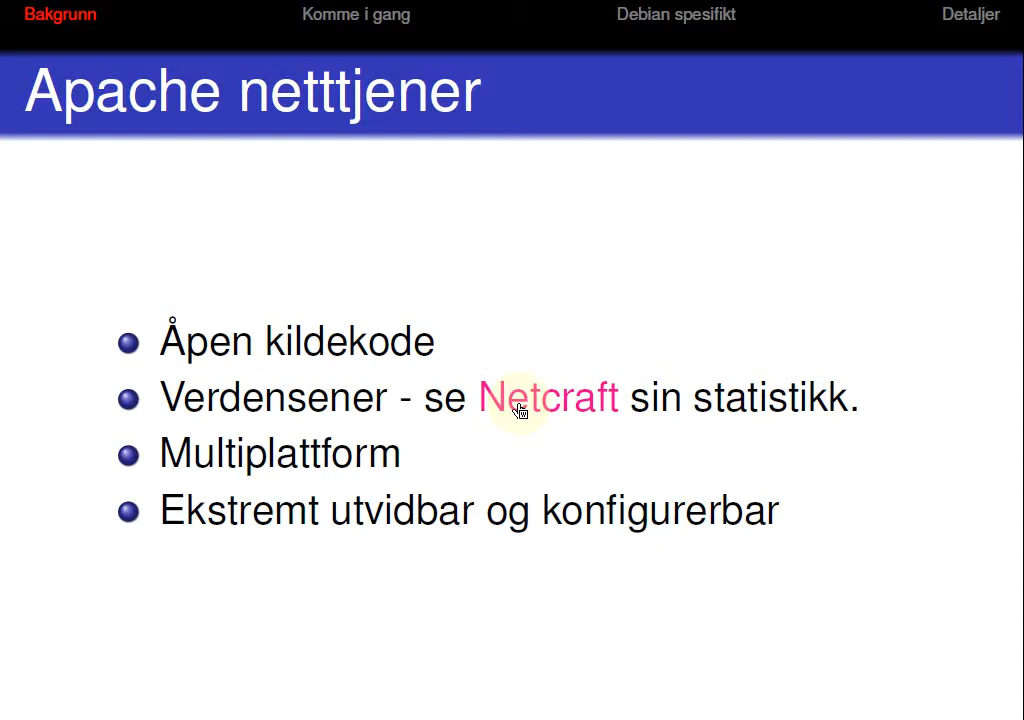 Bakgrunn Komme i gang Debian spesifikt Detaljer
Apache netttjener
Åpen kildekode
Verdensener - se Netcraft sin statistikk.
Multiplattform
Ekstremt utvidbar og konfigurerbar